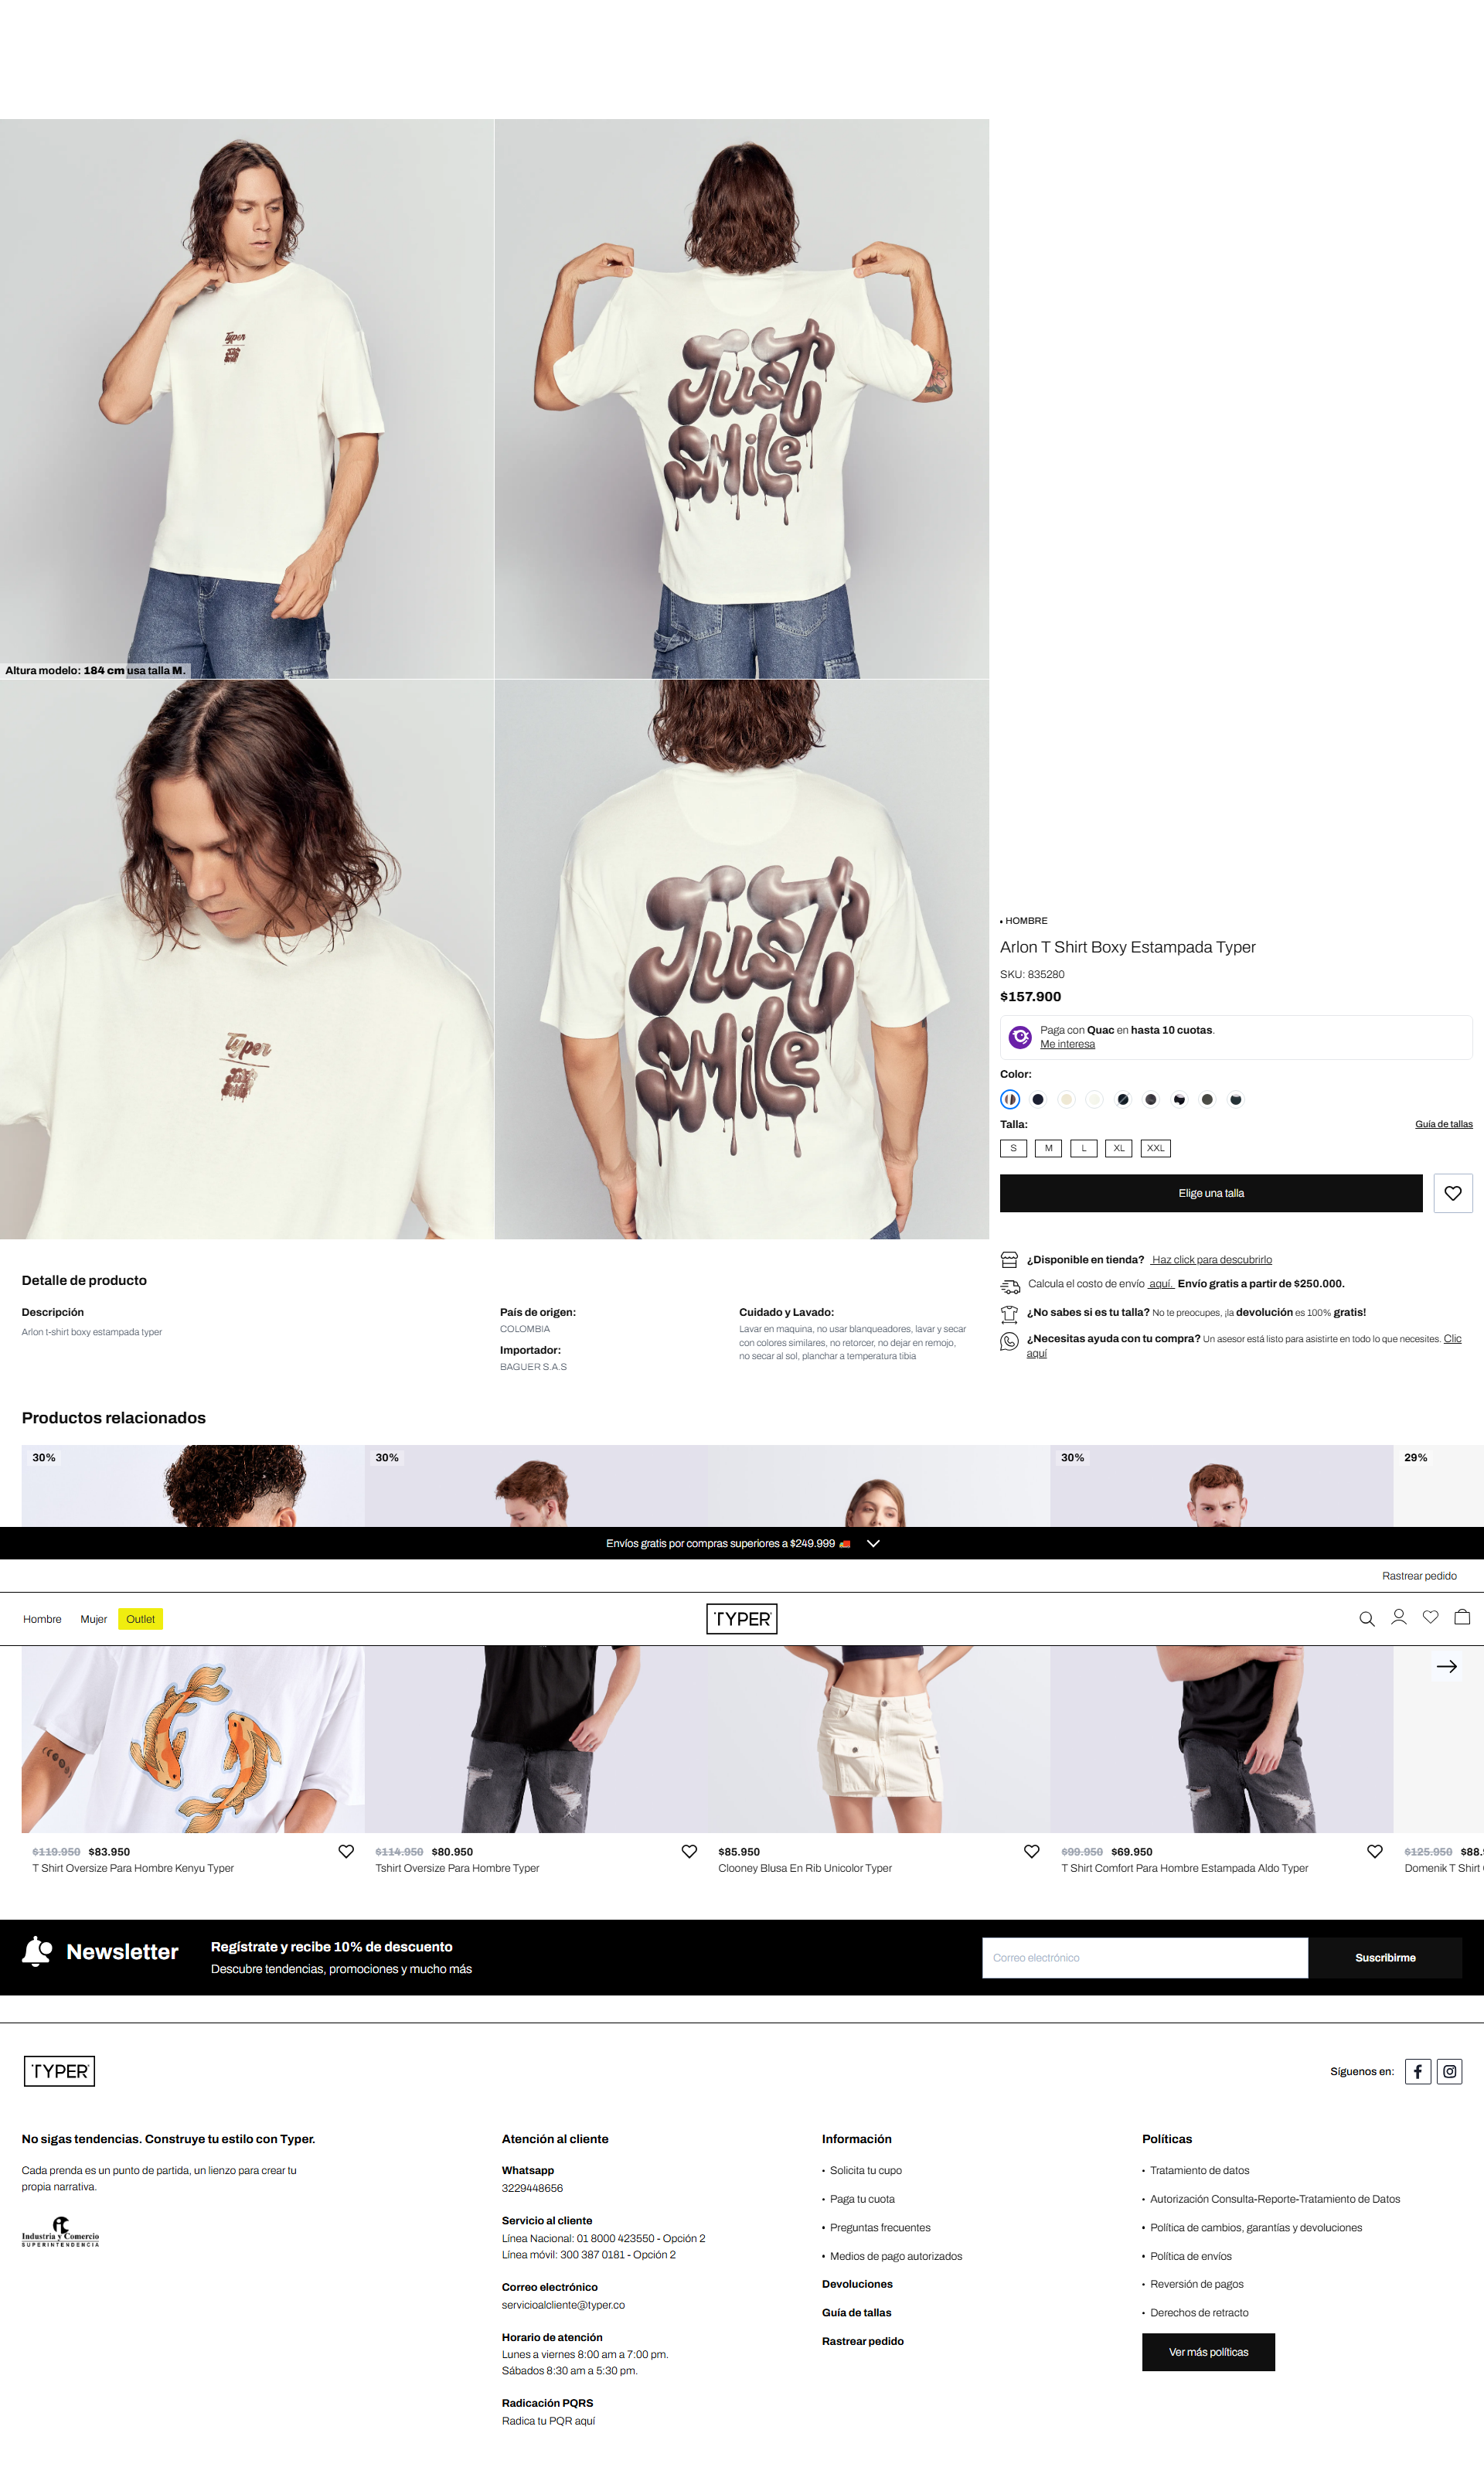 Typer
Just
Smile
Altura modelo: 184 cm usa talla M.
Typer
Just
Smile
• HOMBRE
Arlon T Shirt Boxy Estampada Typer
SKU: 835280
$157.900
Paga con Quac en hasta 10 cuotas.
Me interesa
Color:
Talla:
Guía de tallas
S M L XL XXL
Elige una talla
¿Disponible en tienda? Haz click para descubrirlo
Calcula el costo de envío aquí. Envío gratis a partir de $250.000.
¿No sabes si es tu talla? No te preocupes, ¡la devolución es 100% gratis!
¿Necesitas ayuda con tu compra? Un asesor está listo para asistirte en todo lo que necesites. Clic
aquí
Detalle de producto
Descripción
Arlon t-shirt boxy estampada typer
País de origen:
COLOMBIA
Importador:
BAGUER S.A.S
Cuidado y Lavado:
Lavar en maquina, no usar blanqueadores, lavar y secar
con colores similares, no retorcer, no dejar en remojo,
no secar al sol, planchar a temperatura tibia
Productos relacionados
30%
30%
30%
29%
Envíos gratis por compras superiores a $249.999
Rastrear pedido
Hombre Mujer Outlet
TYPER
$119.950 $83.950
T Shirt Oversize Para Hombre Kenyu Typer
$114.950 $80.950
Tshirt Oversize Para Hombre Typer
$85.950
Clooney Blusa En Rib Unicolor Typer
$99.950 $69.950
T Shirt Comfort Para Hombre Estampada Aldo Typer
$125.950 $88.
Domenik T Shirt
Newsletter
Regístrate y recibe 10% de descuento
Descubre tendencias, promociones y mucho más
Correo electrónico
Suscribirme
TYPER
Síguenos en:
No sigas tendencias. Construye tu estilo con Typer.
Cada prenda es un punto de partida, un lienzo para crear tu
propia narrativa.
Industria y Comercio
SUPERINTENDENCIA
Atención al cliente
Whatsapp
3229448656
Servicio al cliente
Línea Nacional: 01 8000 423550 - Opción 2
Línea móvil: 300 387 0181 - Opción 2
Correo electrónico
servicioalcliente@typer.co
Horario de atención
Lunes a viernes 8:00 am a 7:00 pm.
Sábados 8:30 am a 5:30 pm.
Radicación PQRS
Radica tu PQR aquí
Información
• Solicita tu cupo
• Paga tu cuota
• Preguntas frecuentes
• Medios de pago autorizados
Devoluciones
Guía de tallas
Rastrear pedido
Políticas
• Tratamiento de datos
• Autorización Consulta-Reporte-Tratamiento de Datos
• Política de cambios, garantías y devoluciones
• Política de envíos
• Reversión de pagos
• Derechos de retracto
Ver más políticas